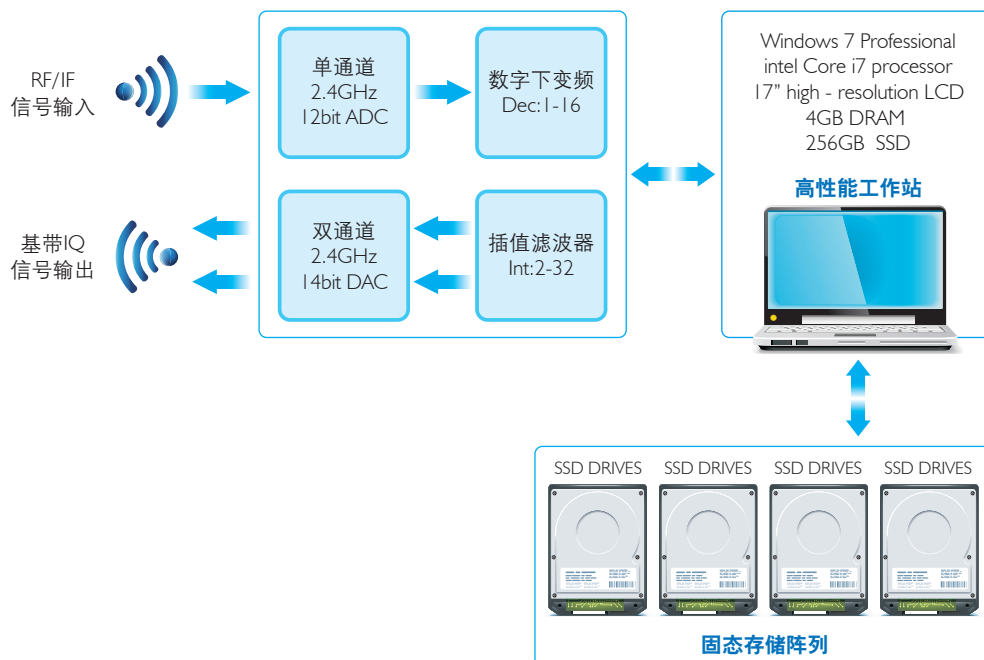 RF/IF
信号输入
单通道
2.4GHz
12bit ADC
数字下变频
Dec:1-16
基带IQ
信号输出
双通道
2.4GHz
14bit DAC
插值滤波器
Int:2-32
Windows 7 Professional
intel Core i7 processor
17” high - resolution LCD
4GB DRAM
256GB SSD
高性能工作站
SSD DRIVES
SSD DRIVES
SSD DRIVES
SSD DRIVES
固态存储阵列